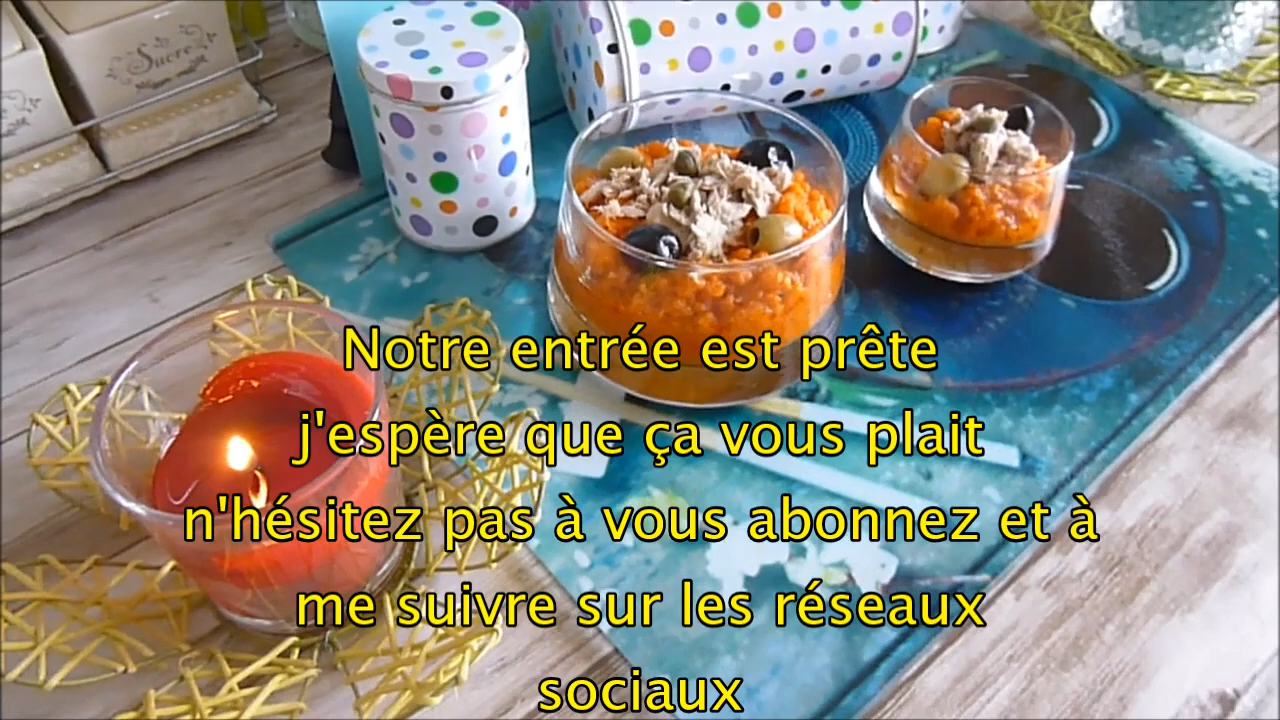 Sucre
Notre entrée est prête
j'espère que ça vous plait
n'hésitez pas à vous abonnez et à
me suivre sur les réseaux
sociaux